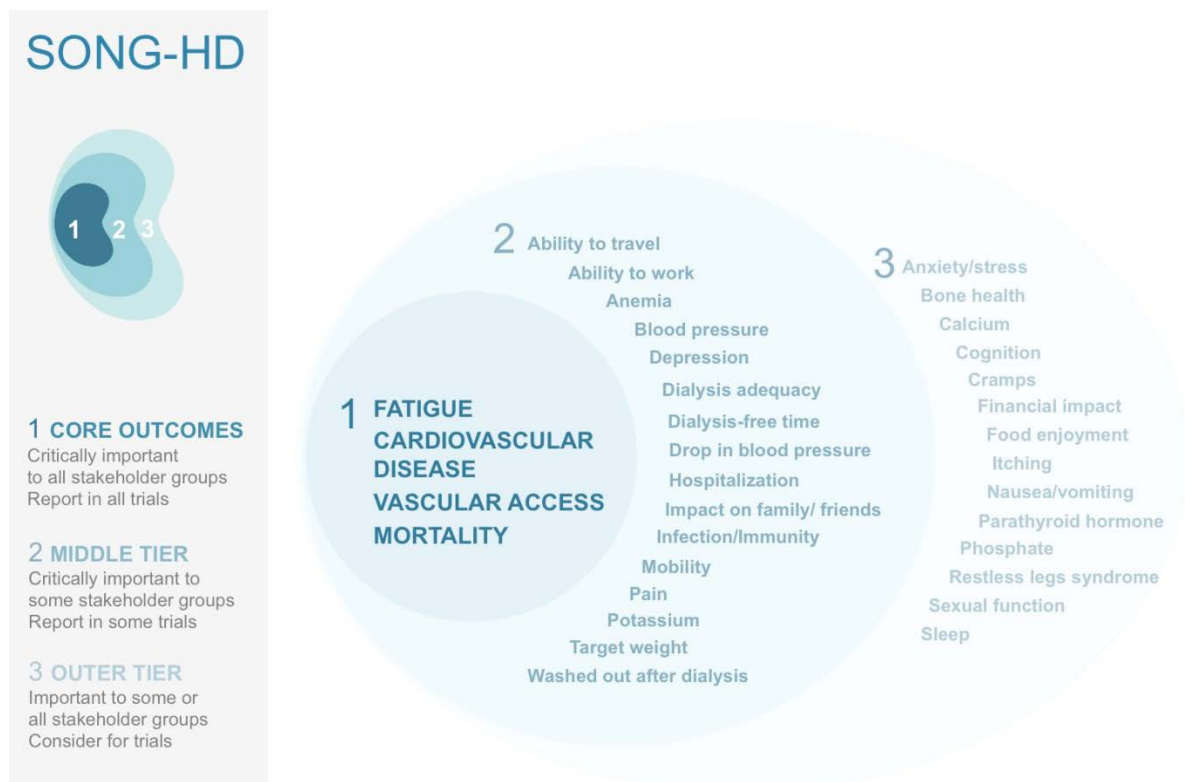 SONG-HD
1 2 3
1 CORE OUTCOMES
Critically important
to all stakeholder groups
Report in all trials
2 MIDDLE TIER
Critically important to
some stakeholder groups
Report in some trials
3 OUTER TIER
Important to some or
all stakeholder groups
Consider for trials
1 FATIGUE
CARDIOVASCULAR
DISEASE
VASCULAR ACCESS
MORTALITY
2 Ability to travel
Ability to work
Anemia
Blood pressure
Depression
Dialysis adequacy
Dialysis-free time
Drop in blood pressure
Hospitalization
Impact on family/ friends
Infection/Immunity
Mobility
Pain
Potassium
Target weight
Washed out after dialysis
3 Anxiety/stress
Bone health
Calcium
Cognition
Cramps
Financial impact
Food enjoyment
Itching
Nausea/vomiting
Parathyroid hormone
Phosphate
Restless legs syndrome
Sexual function
Sleep